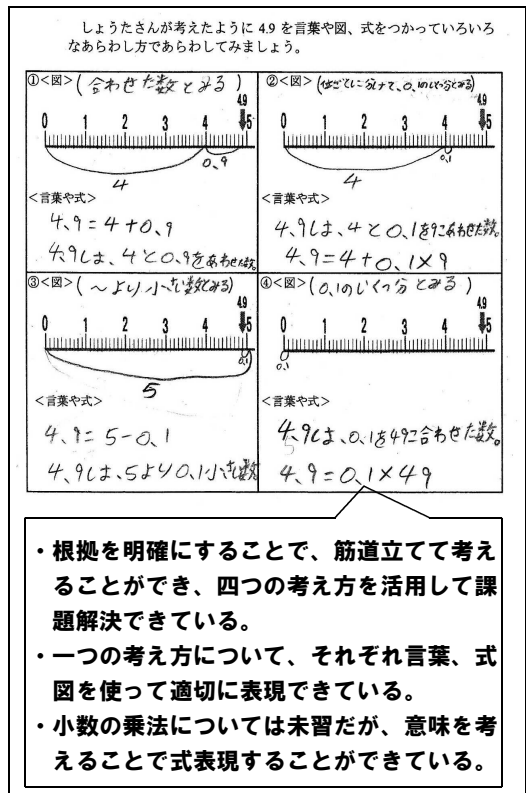 しょうたさんが考えたように 4.9 を言葉や図、式をつかっていろいろ
なあらわし方であらわしてみましょう。
①<図>(合わせた数とみる)
4.9
0 1 2 3 4 5
4 0、9
<言葉や式>
4、9=4+0、9
4、9は、4と0、9をあわせた数。
②<図>(位ごとに分けて、0、1のいくつ分とみる)
4.9
0 1 2 3 4 5
4 0、1
<言葉や式>
4、9は、4と0、1を9こあわせた数。
4、9=4+0、1×9
③<図>(~より小さい数とみる)
4.9
0 1 2 3 4 5
5 0、1
<言葉や式>
4、9=5-0、1
4、9は、5より0、1小さい数
④<図>(0、1のいくつ分とみる)
4.9
0 1 2 3 4 5
0、1
<言葉や式>
4、9は、0、1を49こ合わせた数。
4、9=0、1×49
・根拠を明確にすることで、筋道立てて考え
ることができ、四つの考え方を活用して課
題解決できている。
・一つの考え方について、それぞれ言葉、式
図を使って適切に表現できている。
・小数の乗法については未習だが、意味を考
えることで式表現することができている。